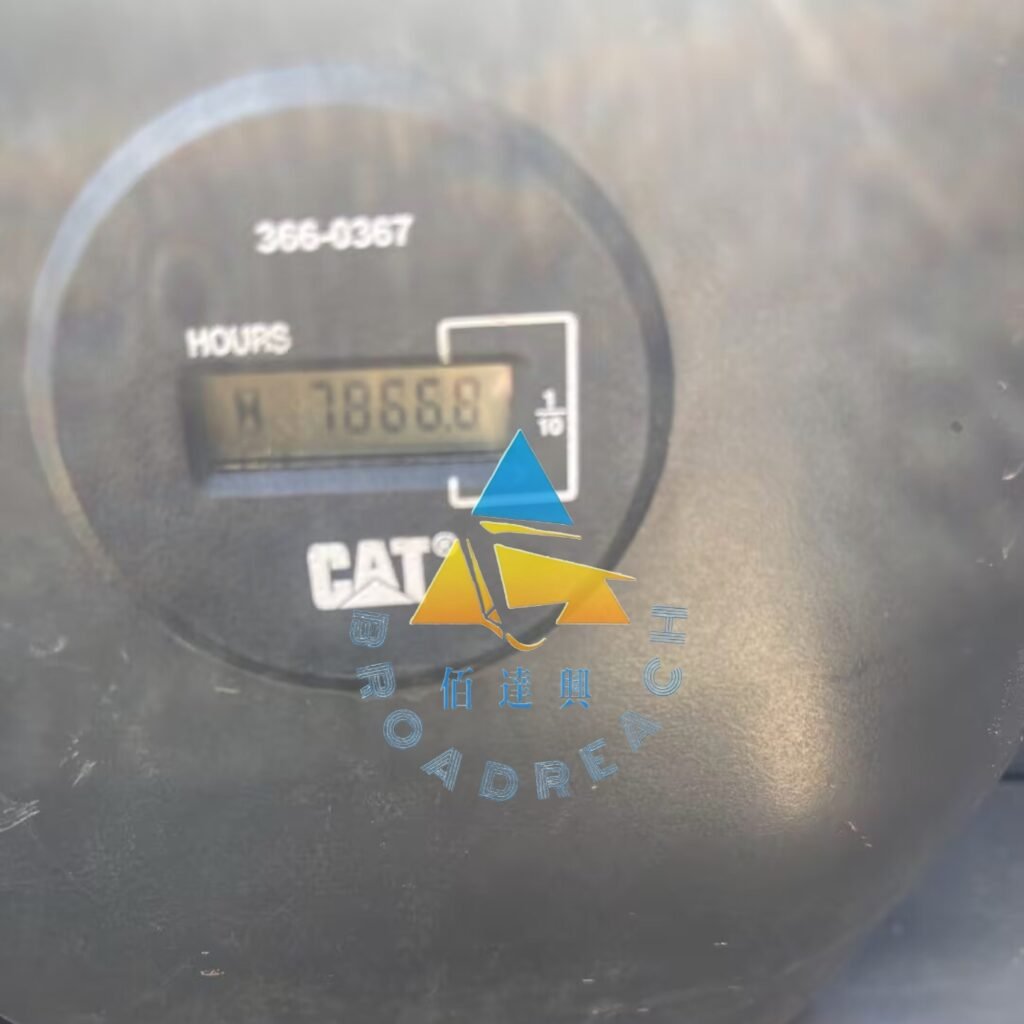 366-0367
HOURS
H 7866.8
1/10
CAT®
佰達興
BROADREACH